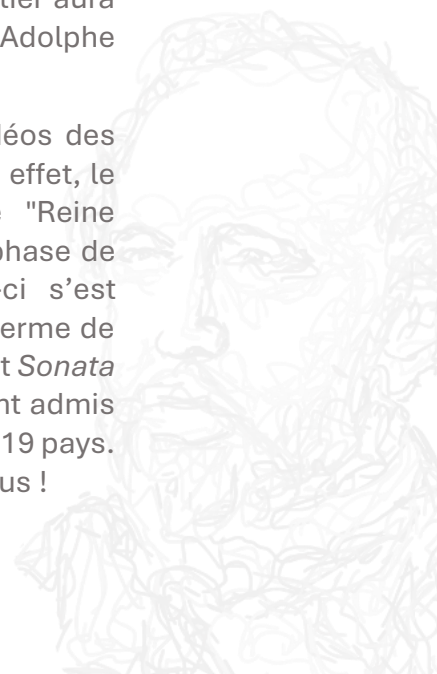 tier aura
Adolphe
déos des
effet, le
"Reine
phase de
-ci s’est
erme de
t Sonata
nt admis
19 pays.
us !